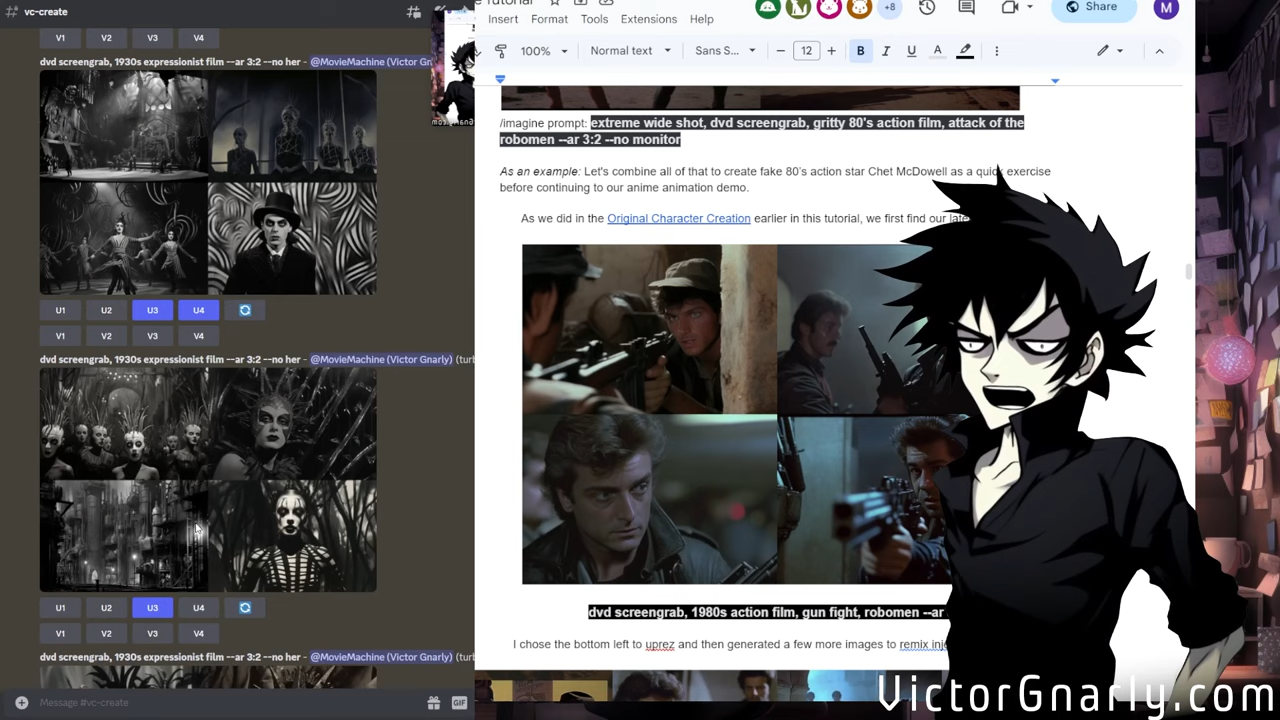 # vc-create
V1 V2 V3 V4
dvd screengrab, 1930s expressionist film --ar 3:2 --no her - @MovieMachine (Victor Gn
U1 U2 U3 U4
V1 V2 V3 V4
dvd screengrab, 1930s expressionist film --ar 3:2 --no her - @MovieMachine (Victor Gnarly) (turb
U1 U2 U3 U4
V1 V2 V3 V4
dvd screengrab, 1930s expressionist film --ar 3:2 --no her - @MovieMachine (Victor Gnarly) (turb
Message #vc-create
GIF
e Tutorial
Insert Format Tools Extensions Help
+8
Share
M
100% Normal text Sans S... − 12 + B I U A
/imagine prompt: extreme wide shot, dvd screengrab, gritty 80's action film, attack of the
robomen --ar 3:2 --no monitor
As an example: Let's combine all of that to create fake 80's action star Chet McDowell as a quick exercise
before continuing to our anime animation demo.
As we did in the Original Character Creation earlier in this tutorial, we first find our
dvd screengrab, 1980s action film, gun fight, robomen --ar
I chose the bottom left to uprez and then generated a few more images to remix inje
VictorGnarly.com